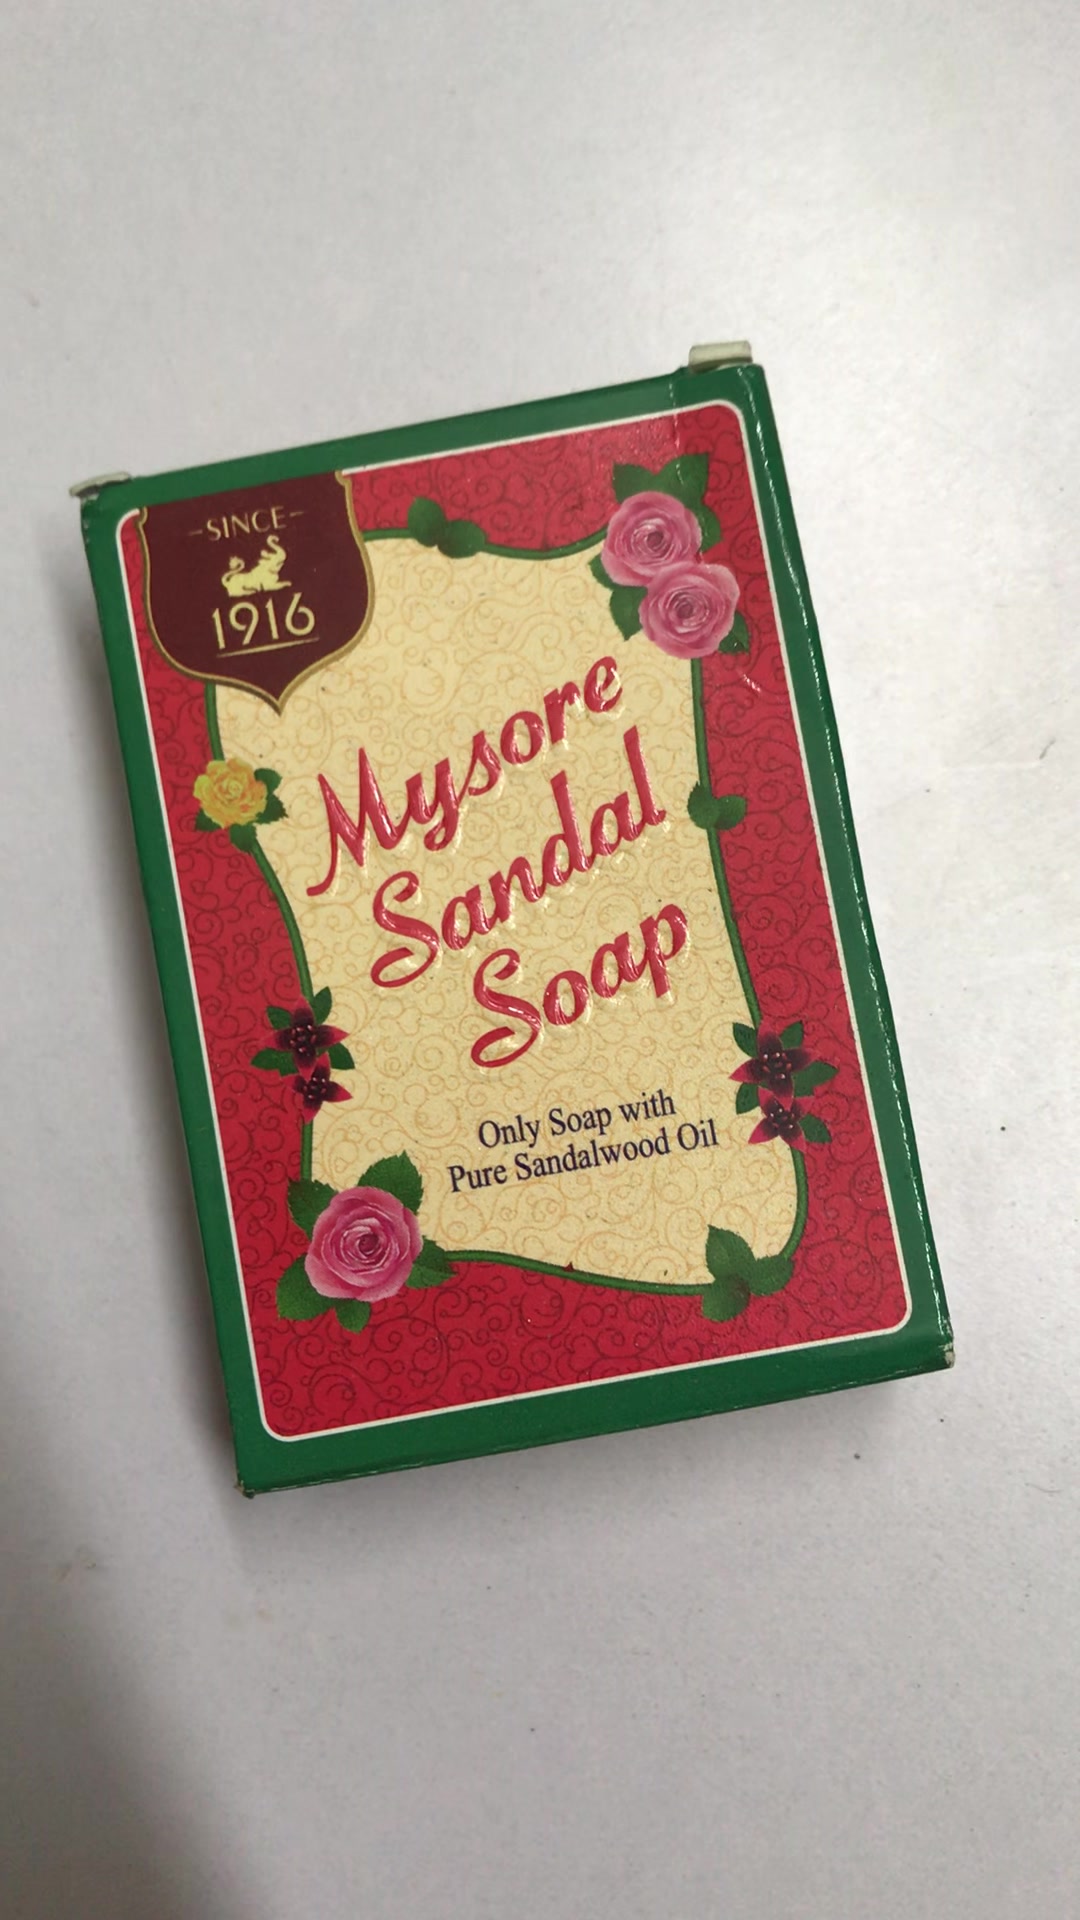 -SINCE-
1916
Mysore
Sandal
Soap
Only Soap with
Pure Sandalwood Oil